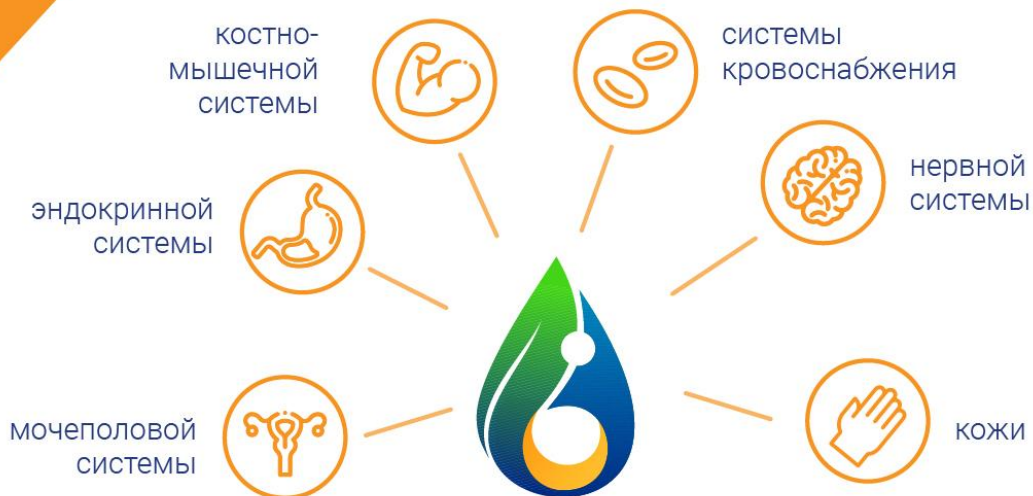 костно-
мышечной
системы
системы
кровоснабжения
эндокринной
системы
нервной
системы
мочеполовой
системы
кожи